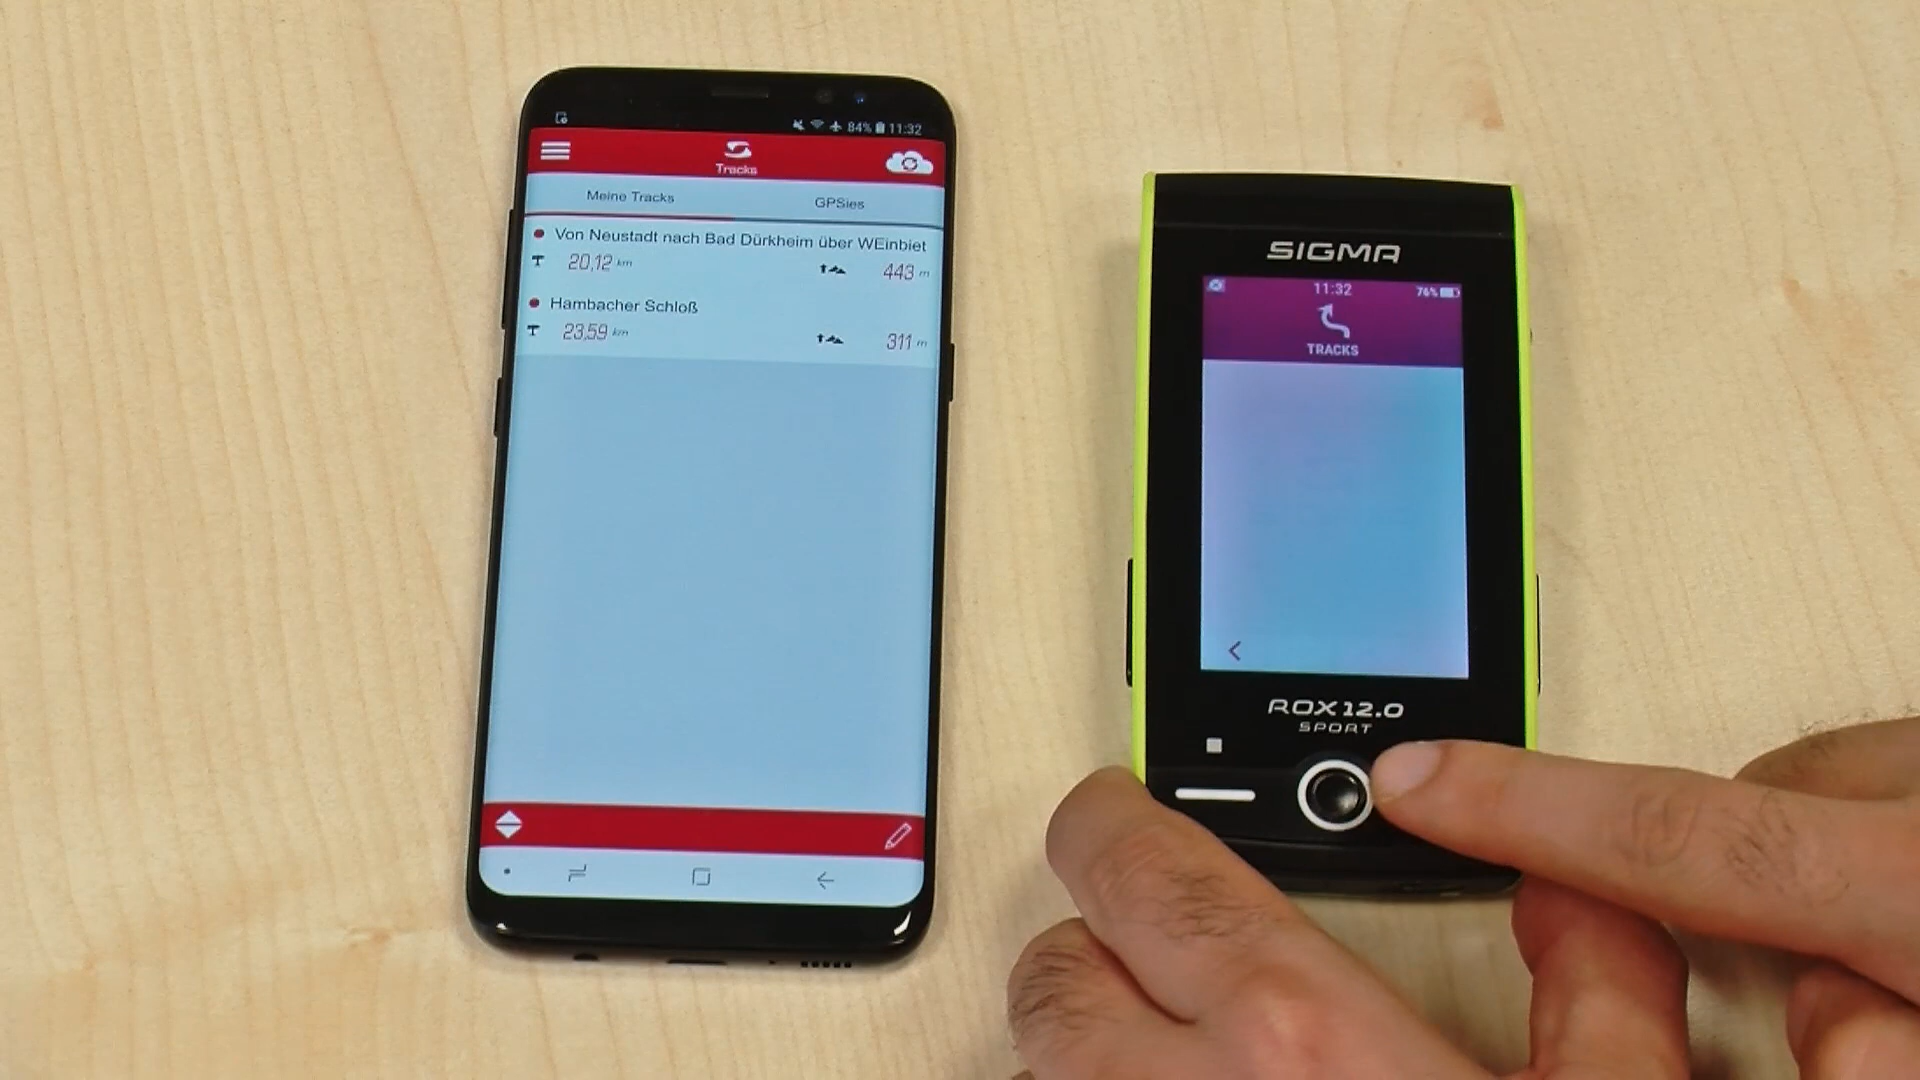 84% 11:32
Tracks
Meine Tracks GPSies
Von Neustadt nach Bad Dürkheim über WEinbiet
20,12 km 443 m
Hambacher Schloß
23,59 km 311 m
SIGMA
11:32 76%
TRACKS
ROX 12.0
SPORT